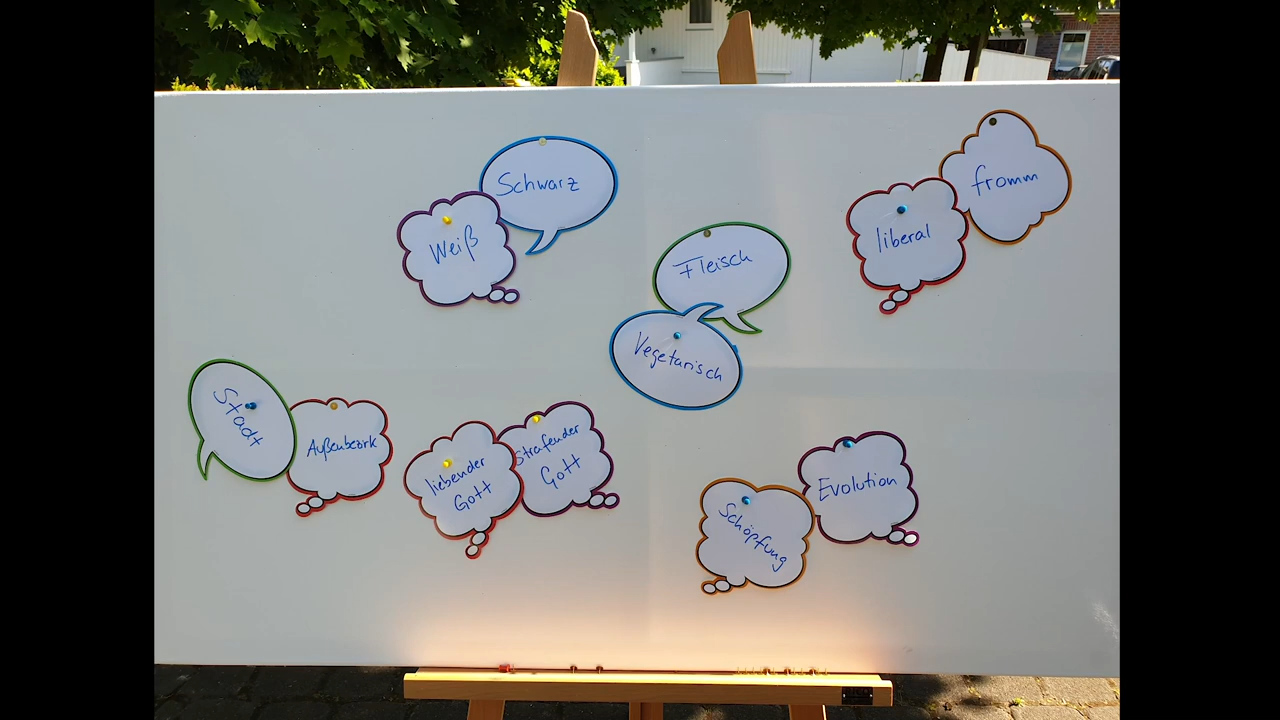 Schwarz
Weiß
Fleisch
Vegetarisch
fromm
liberal
Stadt
Außenbezirk
liebender
Gott
Strafender
Gott
Schöpfung
Evolution